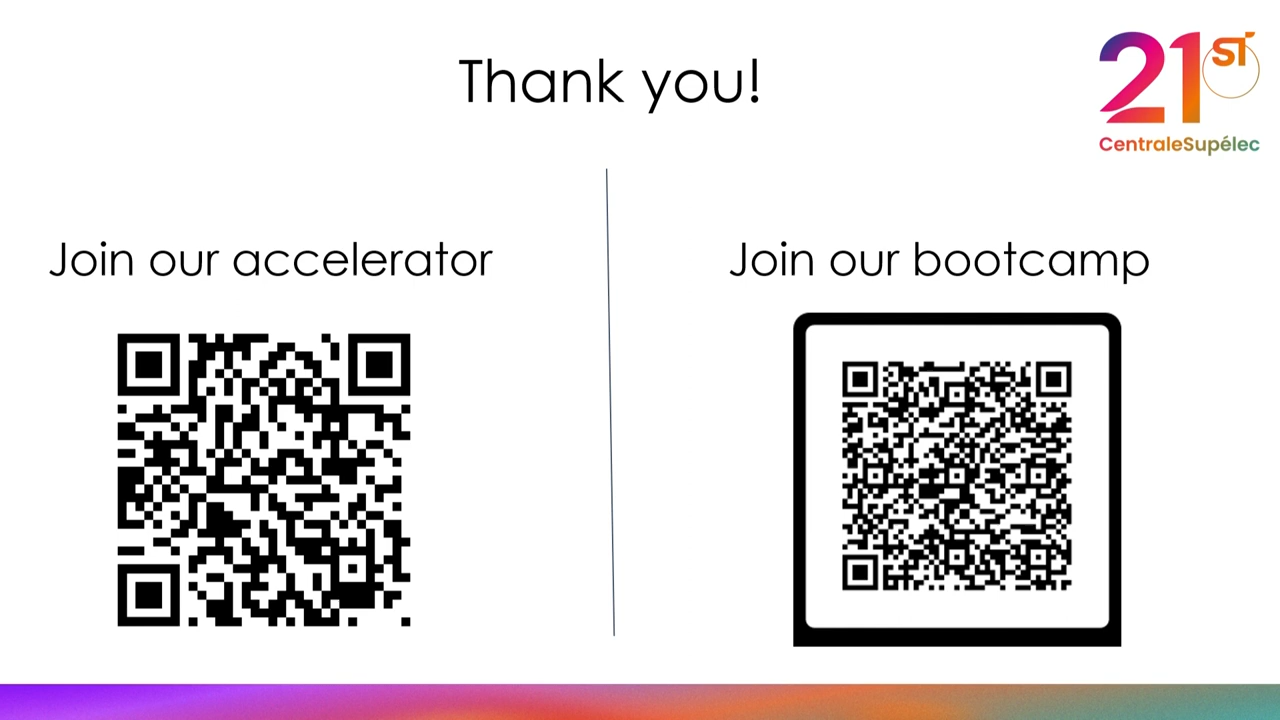 Thank you!
21ST
CentraleSupélec
Join our accelerator
Join our bootcamp